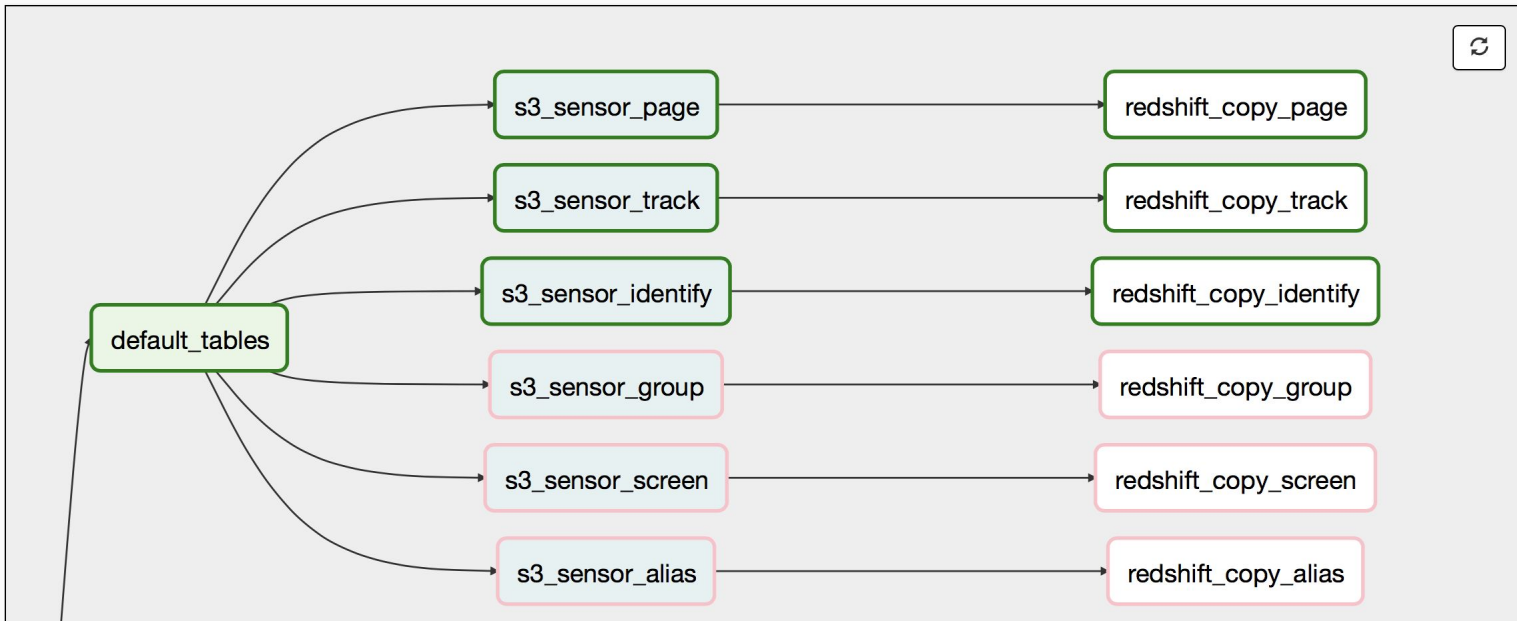 s3_sensor_page
redshift_copy_page
s3_sensor_track
redshift_copy_track
s3_sensor_identify
redshift_copy_identify
default_tables
s3_sensor_group
redshift_copy_group
s3_sensor_screen
redshift_copy_screen
s3_sensor_alias
redshift_copy_alias